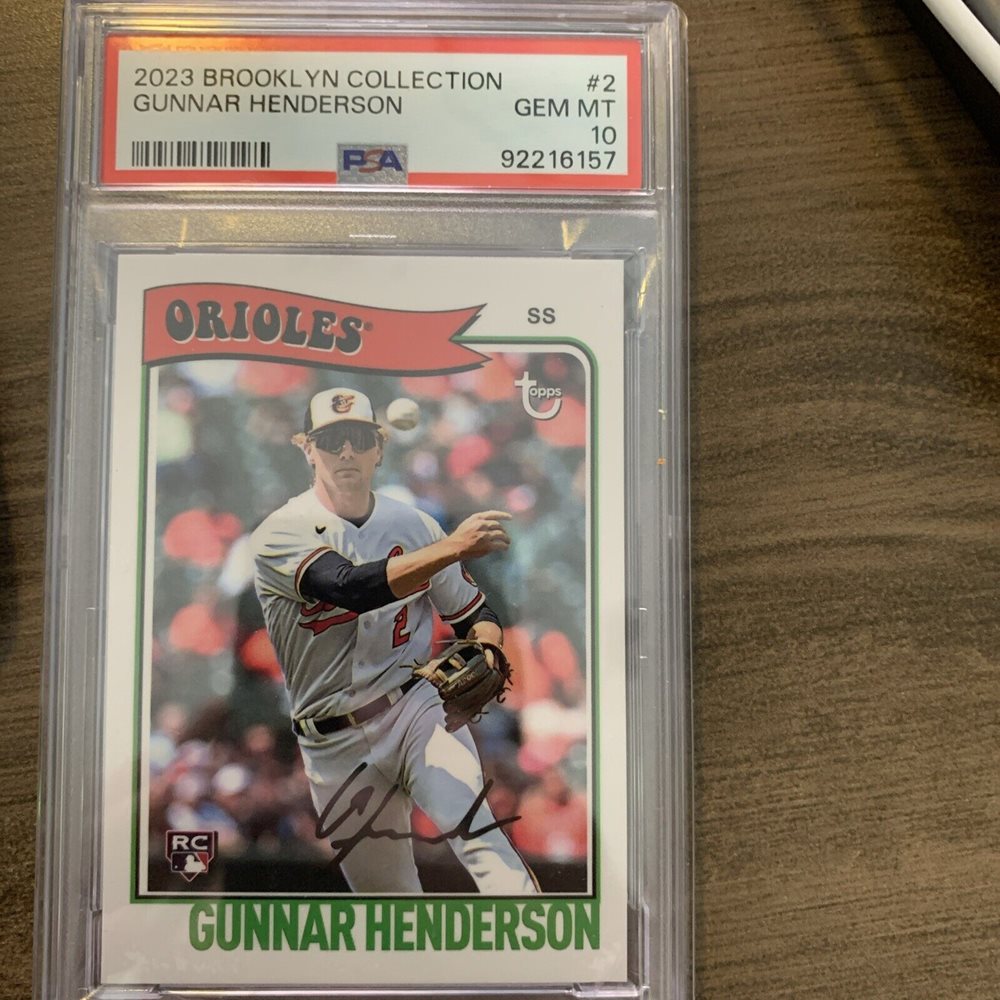 2023 BROOKLYN COLLECTION #2
GUNNAR HENDERSON GEM MT
10
PSA 92216157
ORIOLES®
SS
topps
2
RC
GUNNAR HENDERSON